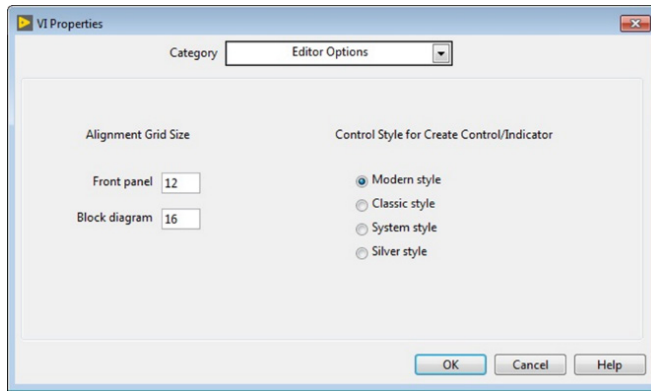 VI Properties
Category Editor Options
Alignment Grid Size Control Style for Create Control/Indicator
Front panel 12
Block diagram 16
Modern style
Classic style
System style
Silver style
OK Cancel Help